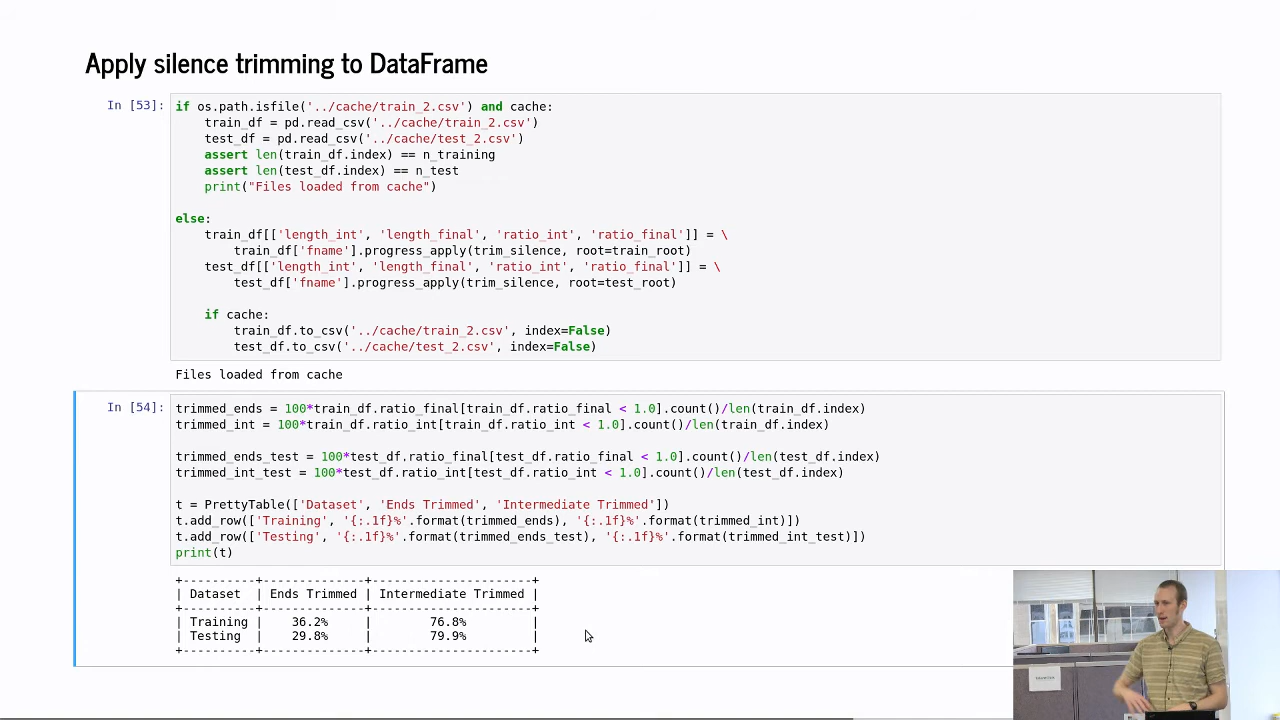 Apply silence trimming to DataFrame
In [53]:
if os.path.isfile('../cache/train_2.csv') and cache:
    train_df = pd.read_csv('../cache/train_2.csv')
    test_df = pd.read_csv('../cache/test_2.csv')
    assert len(train_df.index) == n_training
    assert len(test_df.index) == n_test
    print("Files loaded from cache")
else:
    train_df[['length_int', 'length_final', 'ratio_int', 'ratio_final']] = \
        train_df['fname'].progress_apply(trim_silence, root=train_root)
    test_df[['length_int', 'length_final', 'ratio_int', 'ratio_final']] = \
        test_df['fname'].progress_apply(trim_silence, root=test_root)
    if cache:
        train_df.to_csv('../cache/train_2.csv', index=False)
        test_df.to_csv('../cache/test_2.csv', index=False)
Files loaded from cache
In [54]:
trimmed_ends = 100*train_df.ratio_final[train_df.ratio_final < 1.0].count()/len(train_df.index)
trimmed_int = 100*train_df.ratio_int[train_df.ratio_int < 1.0].count()/len(train_df.index)
trimmed_ends_test = 100*test_df.ratio_final[test_df.ratio_final < 1.0].count()/len(test_df.index)
trimmed_int_test = 100*test_df.ratio_int[test_df.ratio_int < 1.0].count()/len(test_df.index)
t = PrettyTable(['Dataset', 'Ends Trimmed', 'Intermediate Trimmed'])
t.add_row(['Training', '{:.1f}%'.format(trimmed_ends), '{:.1f}%'.format(trimmed_int)])
t.add_row(['Testing', '{:.1f}%'.format(trimmed_ends_test), '{:.1f}%'.format(trimmed_int_test)])
print(t)
+----------+--------------+----------------------+
| Dataset | Ends Trimmed | Intermediate Trimmed |
+----------+--------------+----------------------+
| Training | 36.2% | 76.8% |
| Testing | 29.8% | 79.9% |
+----------+--------------+----------------------+